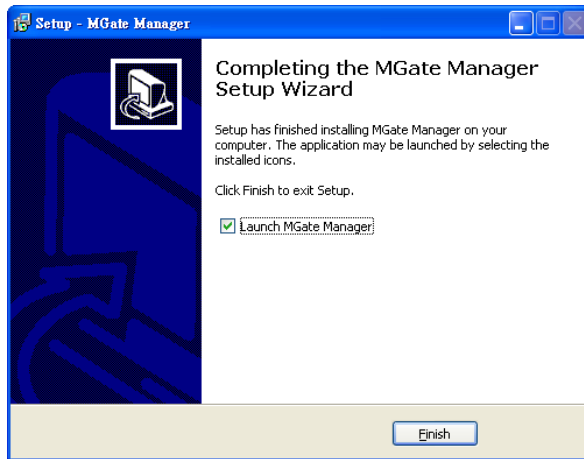 Setup - MGate Manager
Completing the MGate Manager
Setup Wizard
Setup has finished installing MGate Manager on your
computer. The application may be launched by selecting the
installed icons.
Click Finish to exit Setup.
Launch MGate Manager
Finish